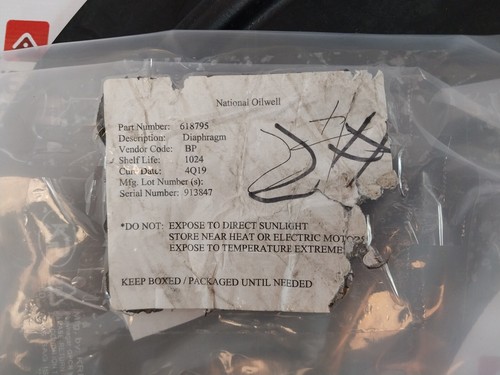 National Oilwell
Part Number: 618795
Description: Diaphragm
Vendor Code: BP
Shelf Life: 1024
Cure Date: 4Q19
Mfg. Lot Number (s):
Serial Number: 913847
*DO NOT: EXPOSE TO DIRECT SUNLIGHT
STORE NEAR HEAT OR ELECTRIC MOTO
EXPOSE TO TEMPERATURE EXTREME
KEEP BOXED / PACKAGED UNTIL NEEDED